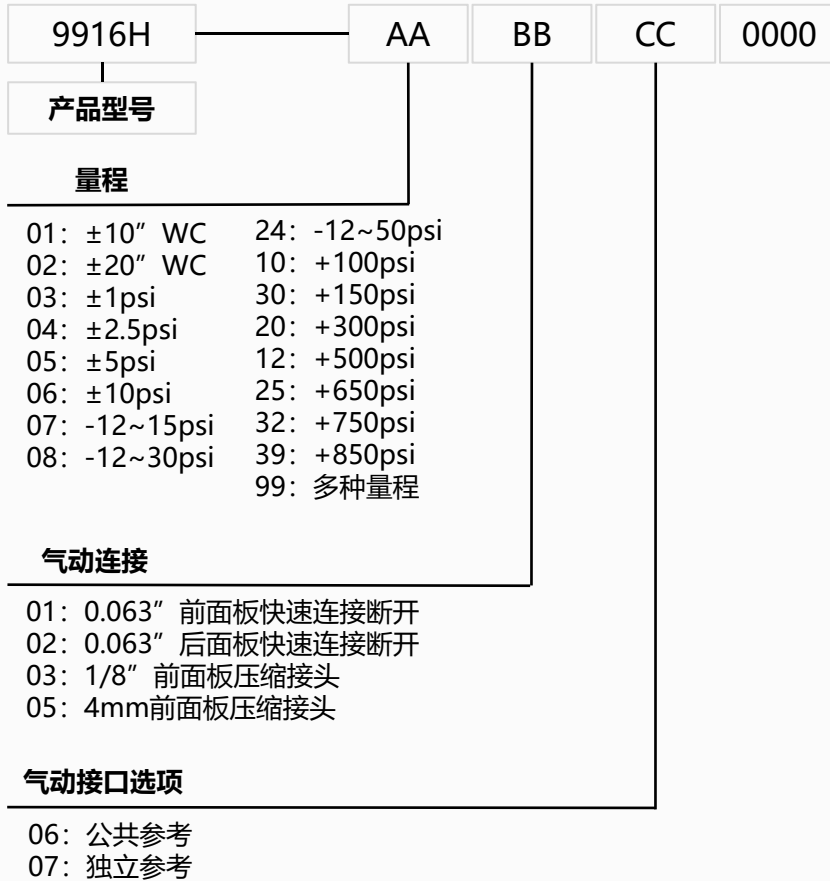 9916H AA BB CC 0000
产品型号
量程
01：±10” WC
02：±20” WC
03：±1psi
04：±2.5psi
05：±5psi
06：±10psi
07：-12~15psi
08：-12~30psi
24：-12~50psi
10：+100psi
30：+150psi
20：+300psi
12：+500psi
25：+650psi
32：+750psi
39：+850psi
99：多种量程
气动连接
01：0.063” 前面板快速连接断开
02：0.063” 后面板快速连接断开
03：1/8” 前面板压缩接头
05：4mm前面板压缩接头
气动接口选项
06：公共参考
07：独立参考